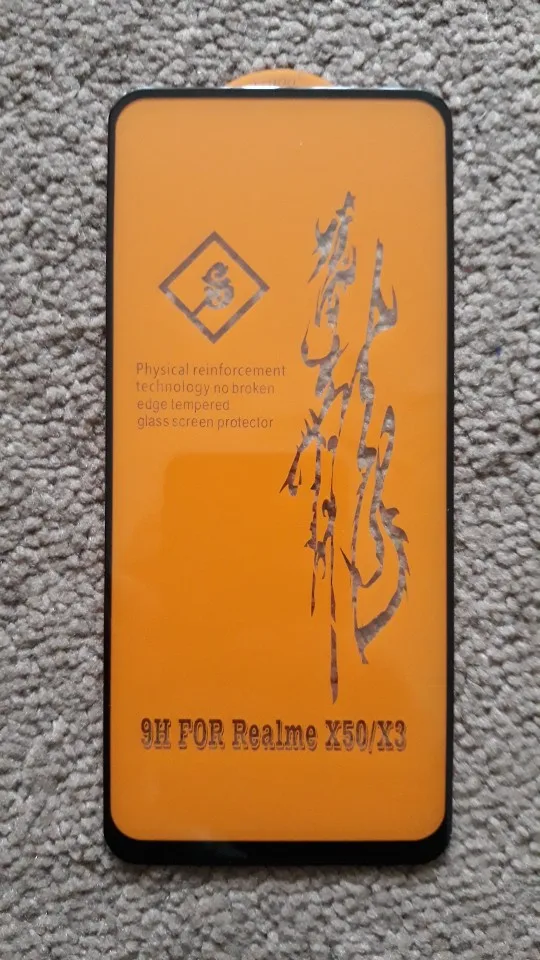 Physical reinforcement
technology no broken
edge tempered
glass screen protector
9H FOR Realme X50/X3